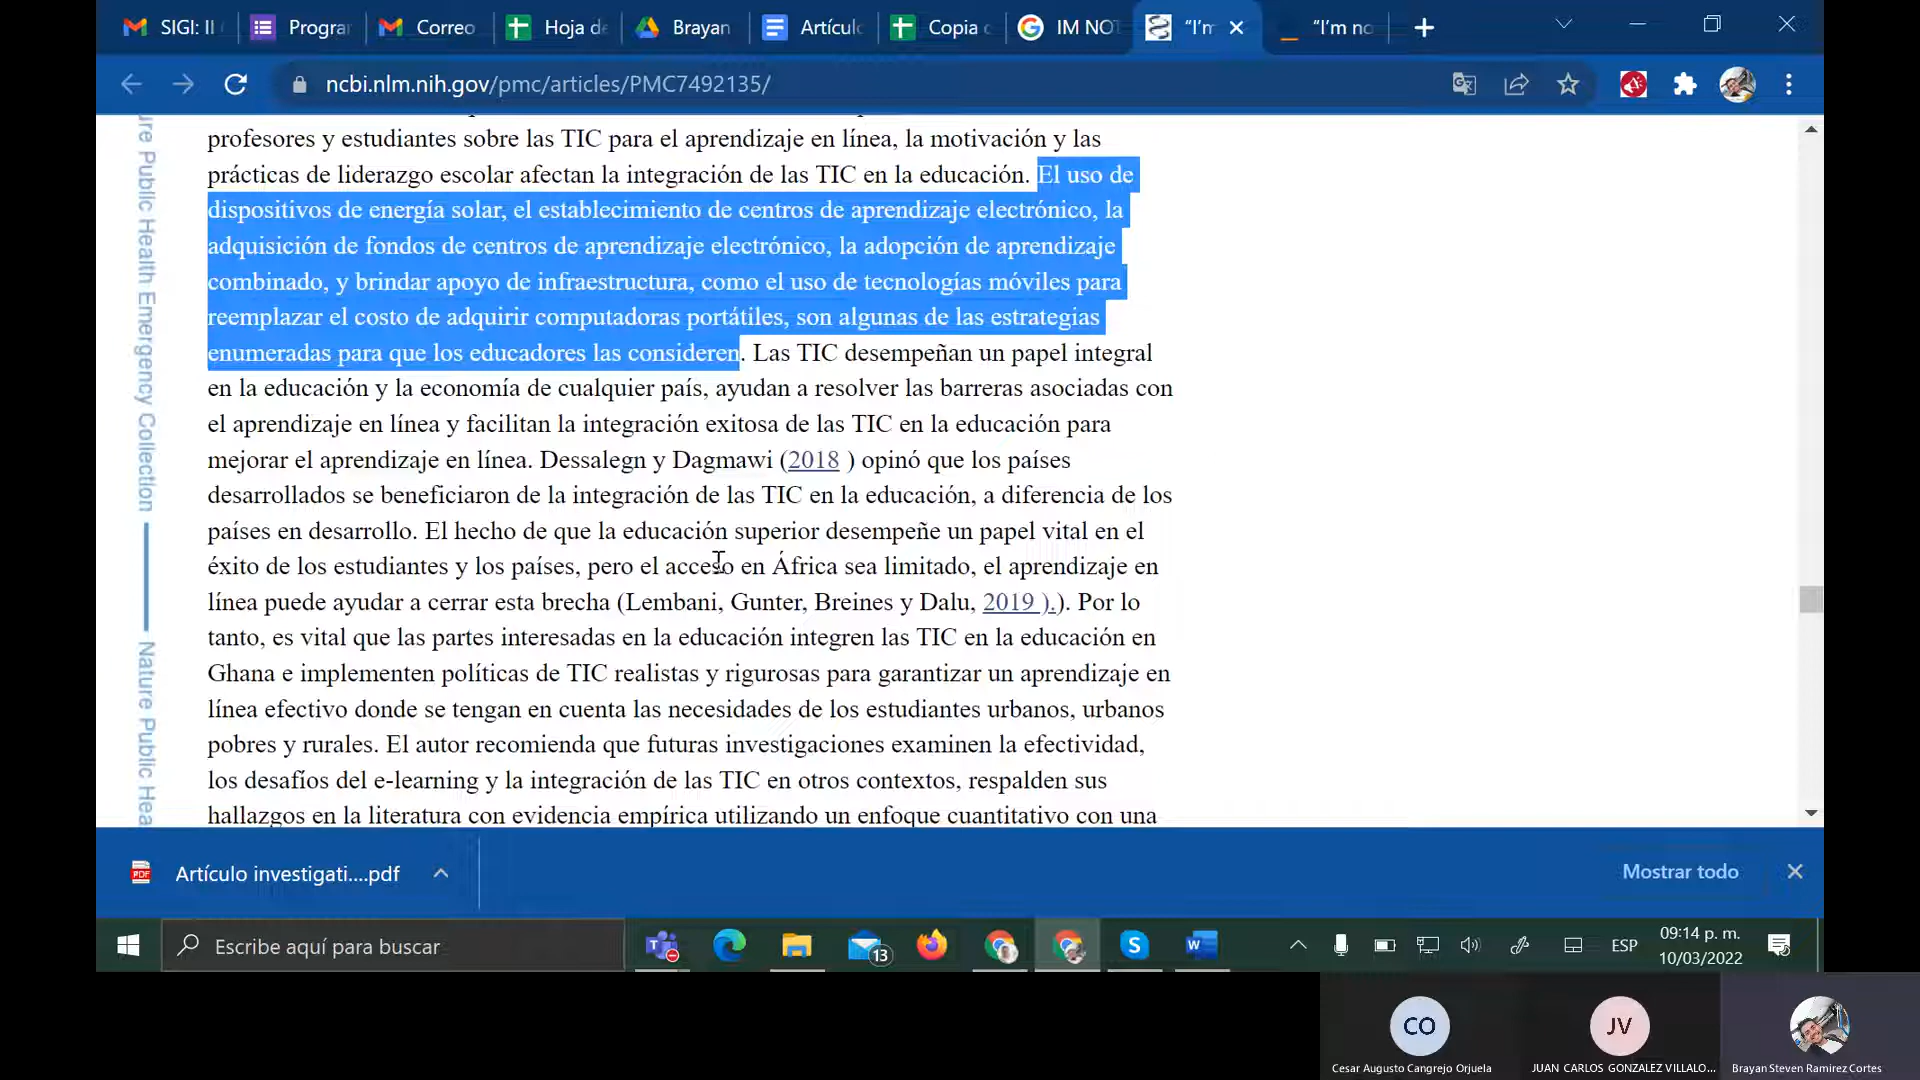 SIGI: II
Prograr
Correo
Hoja de
Brayan
Artícul
Copia c
IM NO
"I'm
"I'm no
ncbi.nlm.nih.gov/pmc/articles/PMC7492135/
re Public Health Emergency Collection
Nature Public Hea
profesores y estudiantes sobre las TIC para el aprendizaje en línea, la motivación y las
prácticas de liderazgo escolar afectan la integración de las TIC en la educación. El uso de
dispositivos de energía solar, el establecimiento de centros de aprendizaje electrónico, la
adquisición de fondos de centros de aprendizaje electrónico, la adopción de aprendizaje
combinado, y brindar apoyo de infraestructura, como el uso de tecnologías móviles para
reemplazar el costo de adquirir computadoras portátiles, son algunas de las estrategias
enumeradas para que los educadores las consideren. Las TIC desempeñan un papel integral
en la educación y la economía de cualquier país, ayudan a resolver las barreras asociadas con
el aprendizaje en línea y facilitan la integración exitosa de las TIC en la educación para
mejorar el aprendizaje en línea. Dessalegn y Dagmawi (2018 ) opinó que los países
desarrollados se beneficiaron de la integración de las TIC en la educación, a diferencia de los
países en desarrollo. El hecho de que la educación superior desempeñe un papel vital en el
éxito de los estudiantes y los países, pero el acceso en África sea limitado, el aprendizaje en
línea puede ayudar a cerrar esta brecha (Lembani, Gunter, Breines y Dalu, 2019 ).). Por lo
tanto, es vital que las partes interesadas en la educación integren las TIC en la educación en
Ghana e implementen políticas de TIC realistas y rigurosas para garantizar un aprendizaje en
línea efectivo donde se tengan en cuenta las necesidades de los estudiantes urbanos, urbanos
pobres y rurales. El autor recomienda que futuras investigaciones examinen la efectividad,
los desafíos del e-learning y la integración de las TIC en otros contextos, respalden sus
hallazgos en la literatura con evidencia empírica utilizando un enfoque cuantitativo con una
PDF
Artículo investigati....pdf
Mostrar todo
Escribe aquí para buscar
13
ESP
09:14 p. m.
10/03/2022
CO
JV
Cesar Augusto Cangrejo Orjuela
JUAN CARLOS GONZALEZ VILLALO...
Brayan Steven Ramirez Cortes